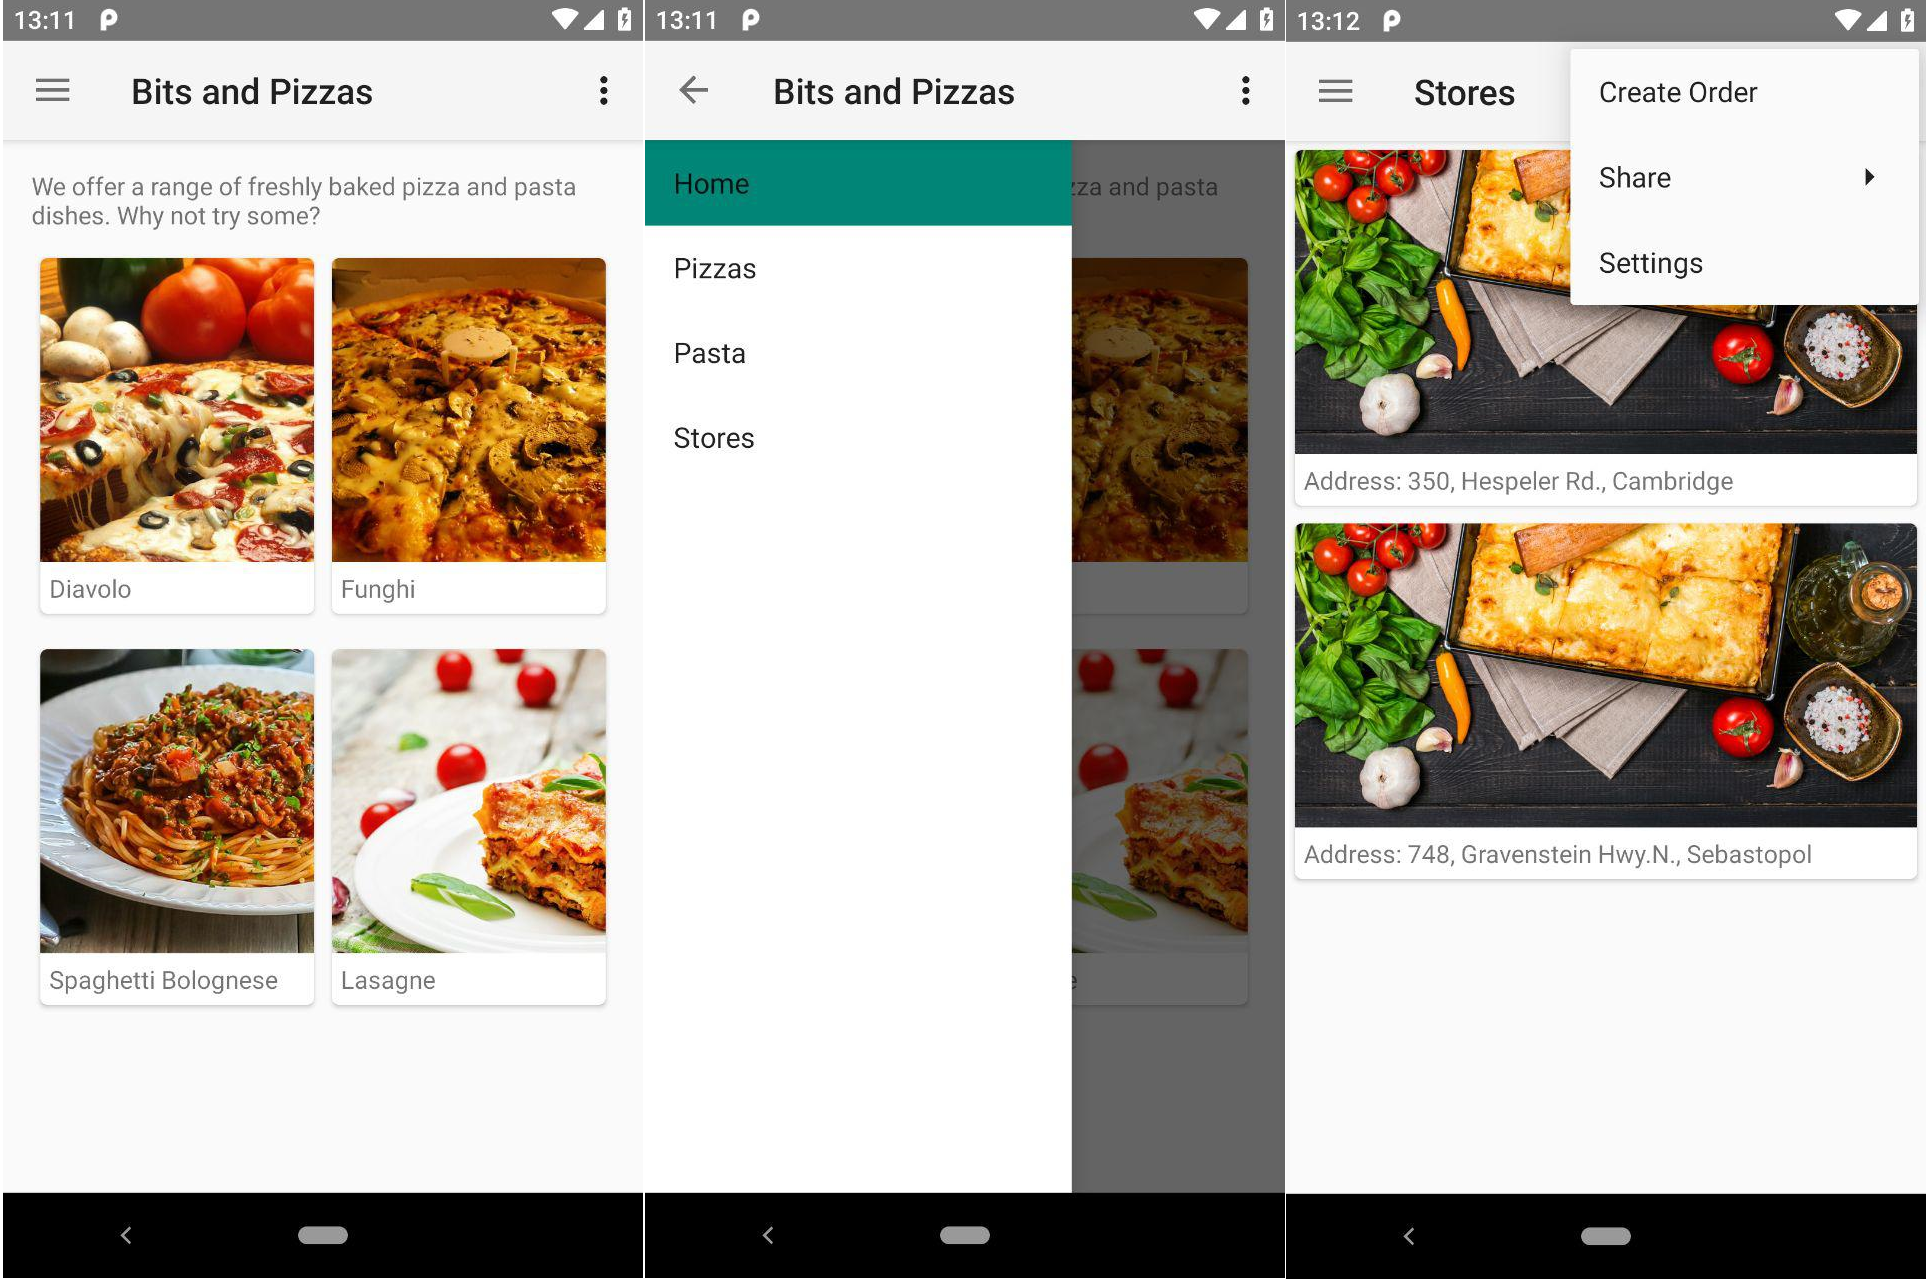 13:11
Bits and Pizzas
We offer a range of freshly baked pizza and pasta
dishes. Why not try some?
Diavolo
Funghi
Spaghetti Bolognese
Lasagne
13:11
Bits and Pizzas
Home
zza and pasta
Pizzas
Pasta
Stores
e
13:12
Stores
Create Order
Share
Settings
Address: 350, Hespeler Rd., Cambridge
Address: 748, Gravenstein Hwy.N., Sebastopol